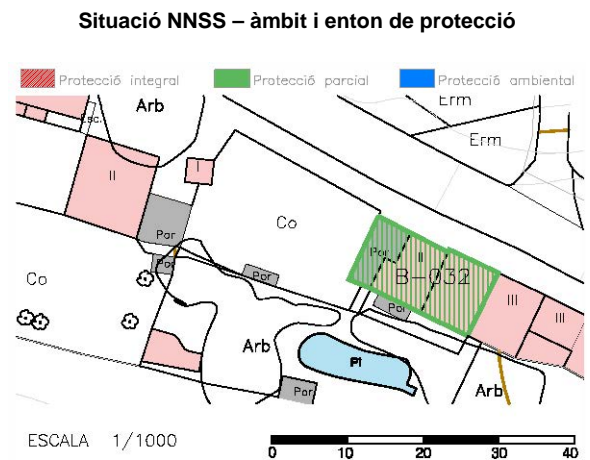 Situació NNSS – àmbit i enton de protecció
Protecció integral
Protecció parcial
Protecció ambiental
Arb
Esc.
Erm
Erm
II
I
Por
Co
Por
II
Por
B-032
Co
Por
Por
III
III
II
Arb
PI
Arb
Por
ESCALA 1/1000
0 10 20 30 40